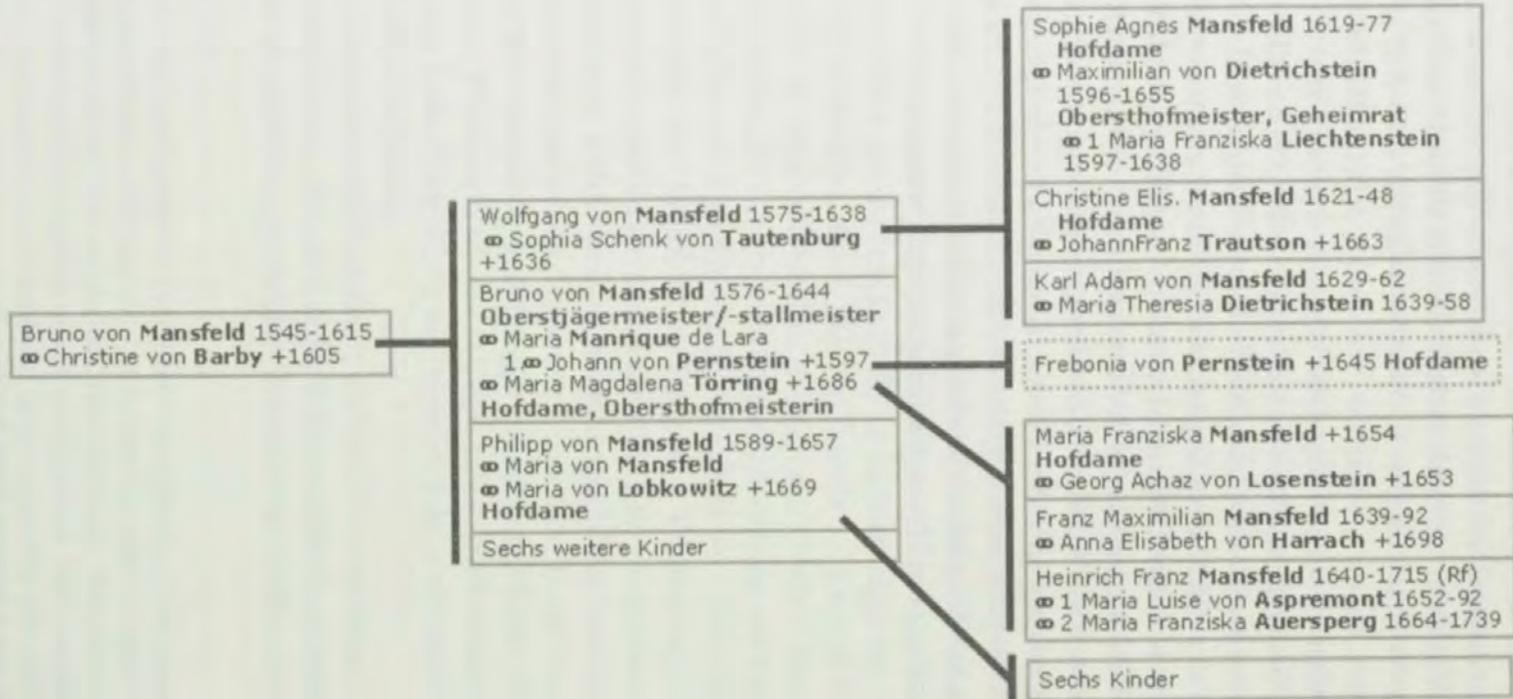 Bruno von Mansfeld 1545-1615
⚭ Christine von Barby +1605
Wolfgang von Mansfeld 1575-1638
⚭ Sophia Schenk von Tautenburg
+1636
Bruno von Mansfeld 1576-1644
Oberstjägermeister/-stallmeister
⚭ Maria Manrique de Lara
1 ⚭ Johann von Pernstein +1597
⚭ Maria Magdalena Törring +1686
Hofdame, Obersthofmeisterin
Philipp von Mansfeld 1589-1657
⚭ Maria von Mansfeld
⚭ Maria von Lobkowitz +1669
Hofdame
Sechs weitere Kinder
Sophie Agnes Mansfeld 1619-77
Hofdame
⚭ Maximilian von Dietrichstein
1596-1655
Obersthofmeister, Geheimrat
⚭ 1 Maria Franziska Liechtenstein
1597-1638
Christine Elis. Mansfeld 1621-48
Hofdame
⚭ JohannFranz Trautson +1663
Karl Adam von Mansfeld 1629-62
⚭ Maria Theresia Dietrichstein 1639-58
Frebonia von Pernstein +1645 Hofdame
Maria Franziska Mansfeld +1654
Hofdame
⚭ Georg Achaz von Losenstein +1653
Franz Maximilian Mansfeld 1639-92
⚭ Anna Elisabeth von Harrach +1698
Heinrich Franz Mansfeld 1640-1715 (Rf)
⚭ 1 Maria Luise von Aspremont 1652-92
⚭ 2 Maria Franziska Auersperg 1664-1739
Sechs Kinder